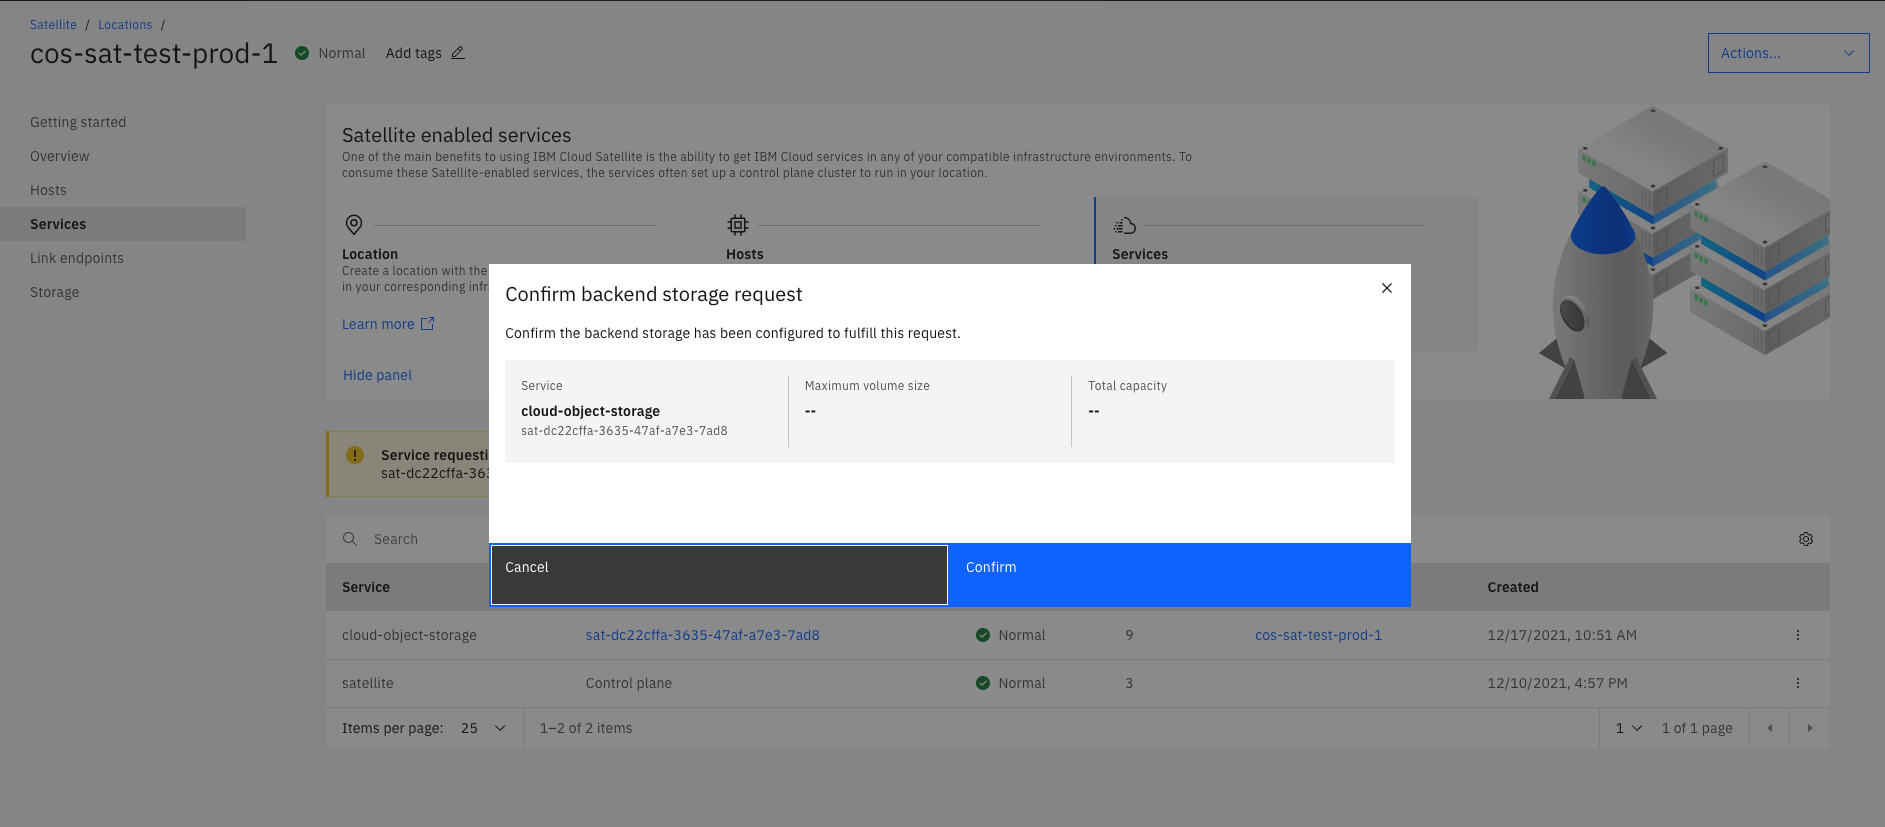 Satellite / Locations /
cos-sat-test-prod-1 Normal Add tags
Actions...
Getting started
Overview
Hosts
Services
Link endpoints
Storage
Satellite enabled services
One of the main benefits to using IBM Cloud Satellite is the ability to get IBM Cloud services in any of your compatible infrastructure environments. To
consume these Satellite-enabled services, the services often set up a control plane cluster to run in your location.
Location
Create a location with the
in your corresponding infr
Learn more
Hide panel
Hosts
Services
Confirm backend storage request
Confirm the backend storage has been configured to fulfill this request.
Service
cloud-object-storage
sat-dc22cffa-3635-47af-a7e3-7ad8
Maximum volume size
--
Total capacity
--
Cancel
Confirm
Service requesti
sat-dc22cffa-363
Search
Service
Created
cloud-object-storage sat-dc22cffa-3635-47af-a7e3-7ad8 Normal 9 cos-sat-test-prod-1 12/17/2021, 10:51 AM
satellite Control plane Normal 3 12/10/2021, 4:57 PM
Items per page: 25 1–2 of 2 items 1 1 of 1 page